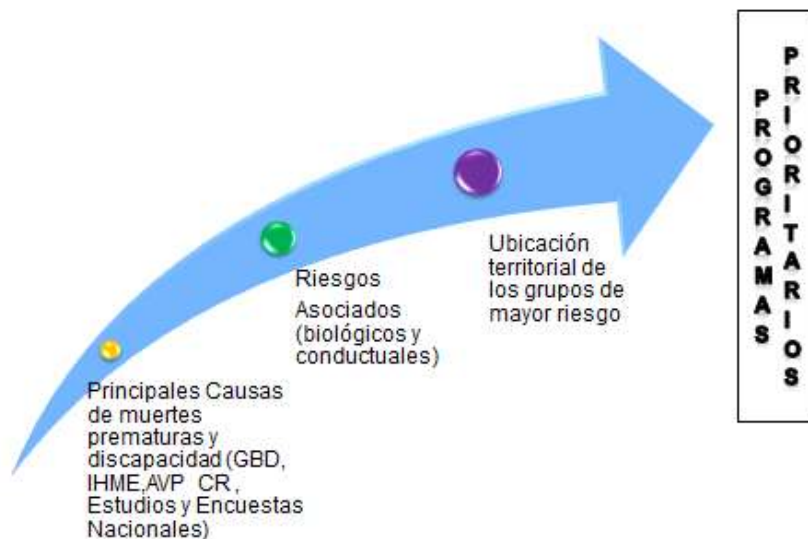 Principales Causas
de muertes
prematuras y
discapacidad (GBD,
IHME,AVP CR,
Estudios y Encuestas
Nacionales)
Riesgos
Asociados
(biológicos y
conductuales)
Ubicación
territorial de
los grupos de
mayor riesgo
PROGRAMAS
PRIORITARIOS